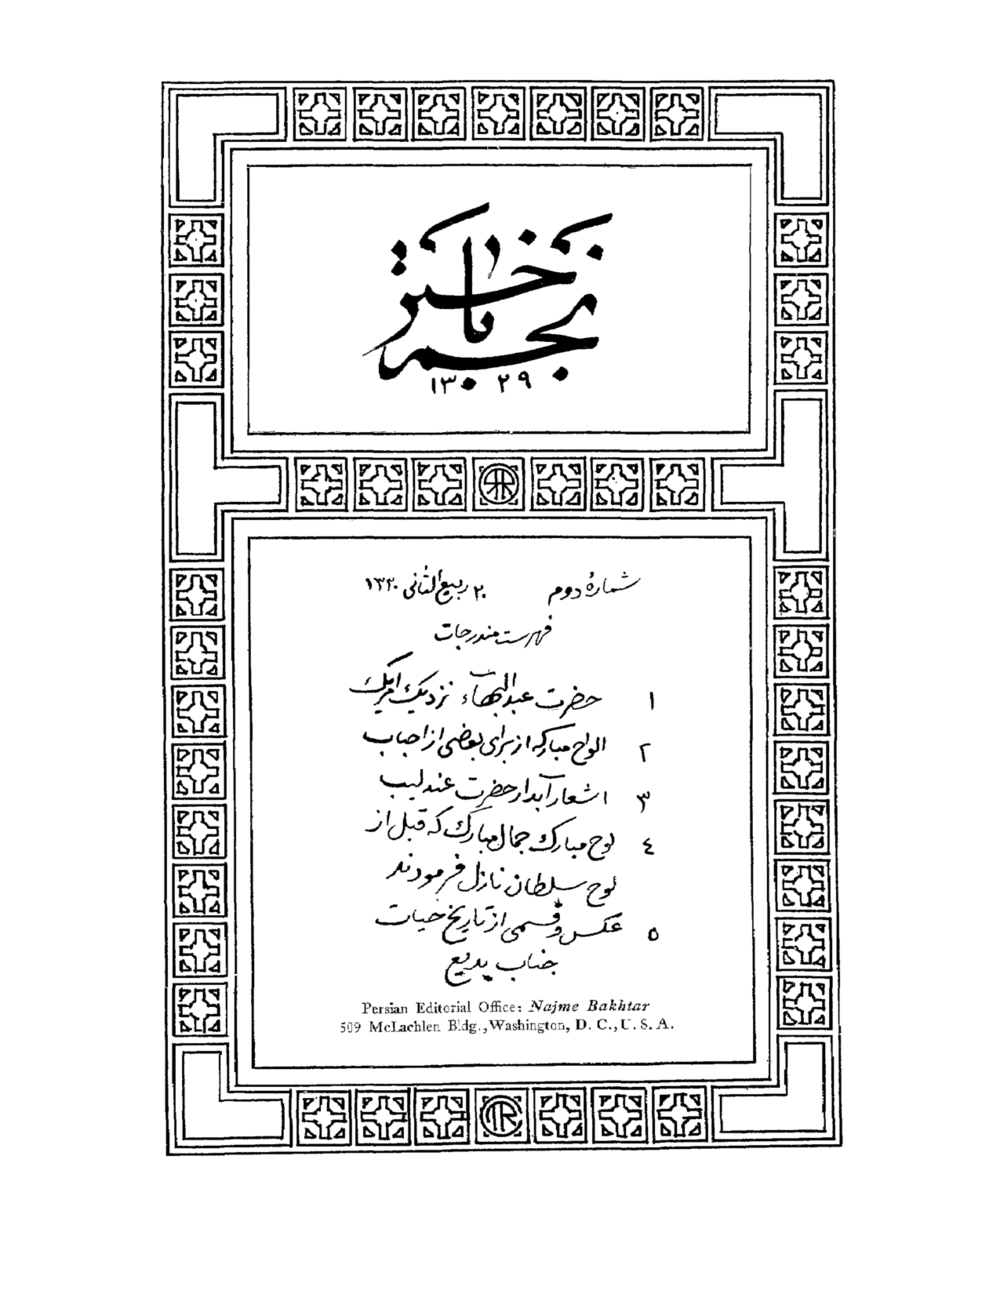 نجم باختر
۱۳۲۹
شمارهٔ دوم ۲۰ ربیع الثانی ۱۳۳۰
فهرست مندرجات
۱ حضرت عبدالبهاء نزدیک امریک
۲ الواح مبارکه از برای بعضی از احباب
۳ اشعار آبدار حضرت عندلیب
٤ لوح مبارک جمال مبارک که قبل از
لوح سلطان نازل فرمودند
۵ عکس و قسمی از تاریخ حیات
جناب بدیع
Persian Editorial Office: Najme Bakhtar
509 McLachlen Bldg., Washington, D. C., U. S. A.